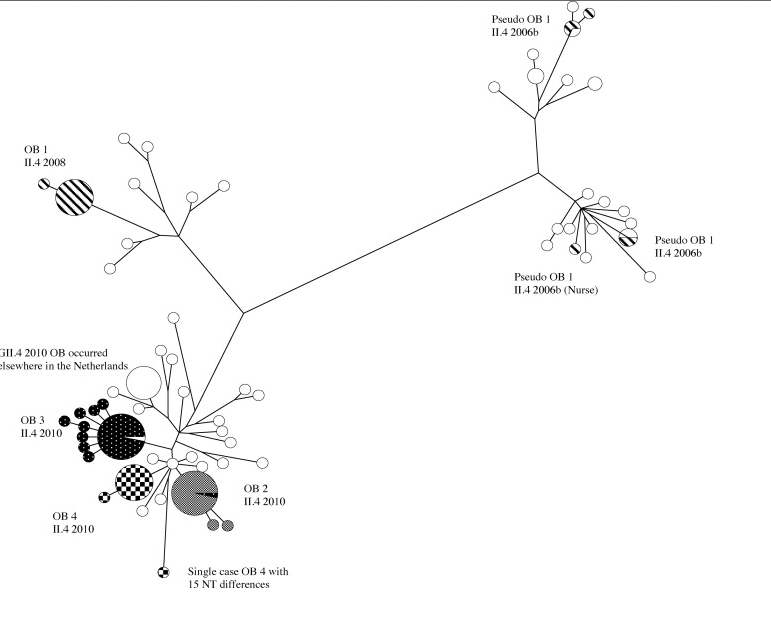 Pseudo OB 1
II.4 2006b
OB 1
II.4 2008
Pseudo OB 1
II.4 2006b
Pseudo OB 1
II.4 2006b (Nurse)
GII.4 2010 OB occurred
elsewhere in the Netherlands
OB 3
II.4 2010
OB 2
II.4 2010
OB 4
II.4 2010
Single case OB 4 with
15 NT differences